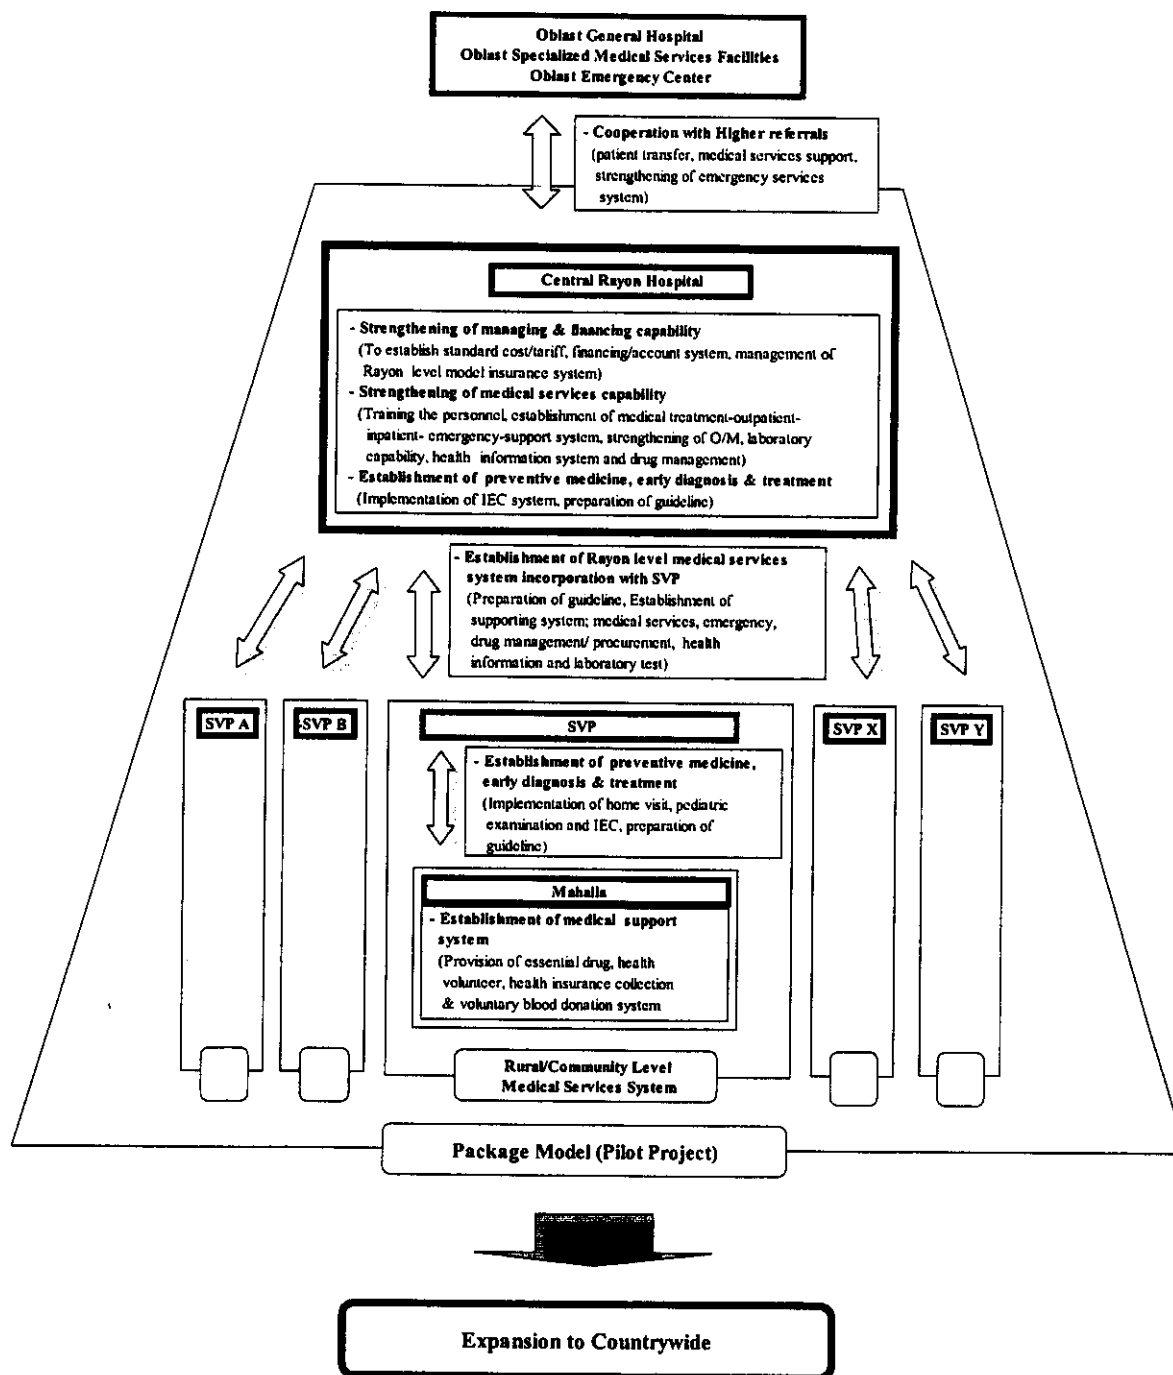 Oblast General Hospital
Oblast Specialized Medical Services Facilities
Oblast Emergency Center
- Cooperation with Higher referrals
(patient transfer, medical services support,
strengthening of emergency services
system)
Central Rayon Hospital
- Strengthening of managing & financing capability
(To establish standard cost/tariff, financing/account system, management of
Rayon level model insurance system)
- Strengthening of medical services capability
(Training the personnel, establishment of medical treatment-outpatient-
inpatient- emergency-support system, strengthening of O/M, laboratory
capability, health information system and drug management)
- Establishment of preventive medicine, early diagnosis & treatment
(Implementation of IEC system, preparation of guideline)
- Establishment of Rayon level medical services
system incorporation with SVP
(Preparation of guideline, Establishment of
supporting system; medical services, emergency,
drug management/ procurement, health
information and laboratory test)
SVP A
SVP B
SVP
SVP X
SVP Y
- Establishment of preventive medicine,
early diagnosis & treatment
(Implementation of home visit, pediatric
examination and IEC, preparation of
guideline)
Mahalla
- Establishment of medical support
system
(Provision of essential drug, health
volunteer, health insurance collection
& voluntary blood donation system
Rural/Community Level
Medical Services System
Package Model (Pilot Project)
Expansion to Countrywide